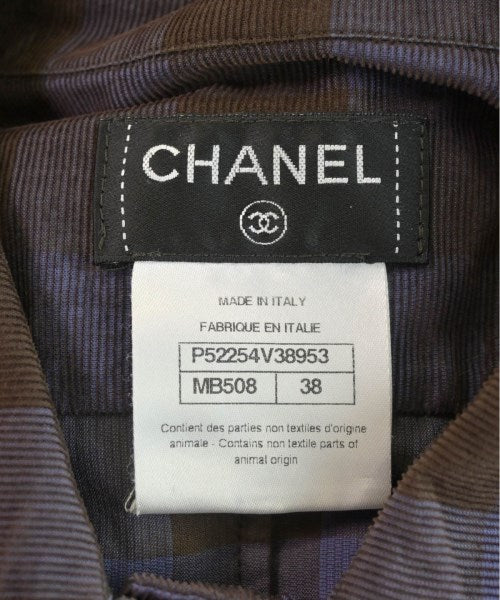 CHANEL
MADE IN ITALY
FABRIQUE EN ITALIE
P52254V38953
MB508 38
Contient des parties non textiles d'origine
animale - Contains non textile parts of
animal origin